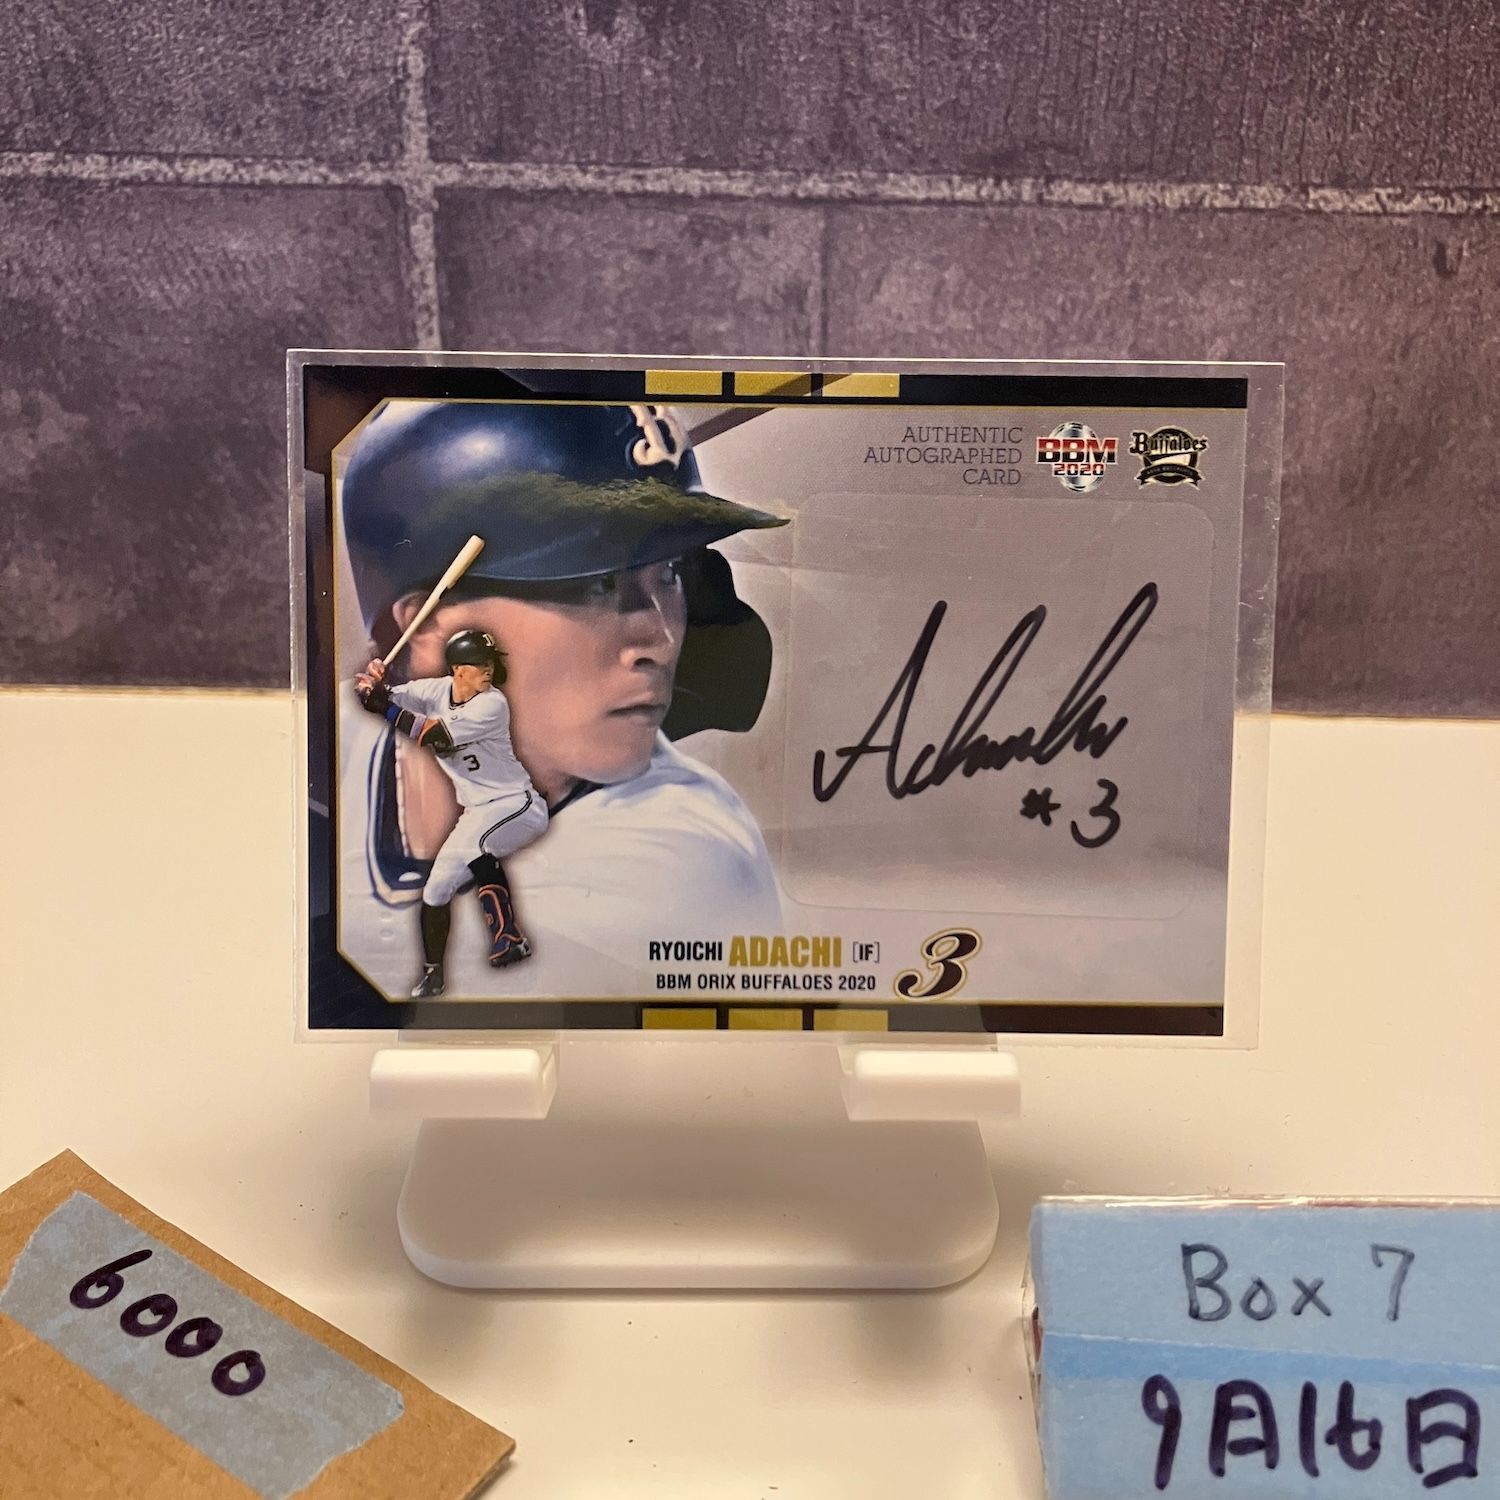 AUTHENTIC
AUTOGRAPHED
CARD
BBM
2020
Buffaloes
Adachi
#3
3
RYOICHI ADACHI [IF]
BBM ORIX BUFFALOES 2020
3
6000
Box 7
9月16日